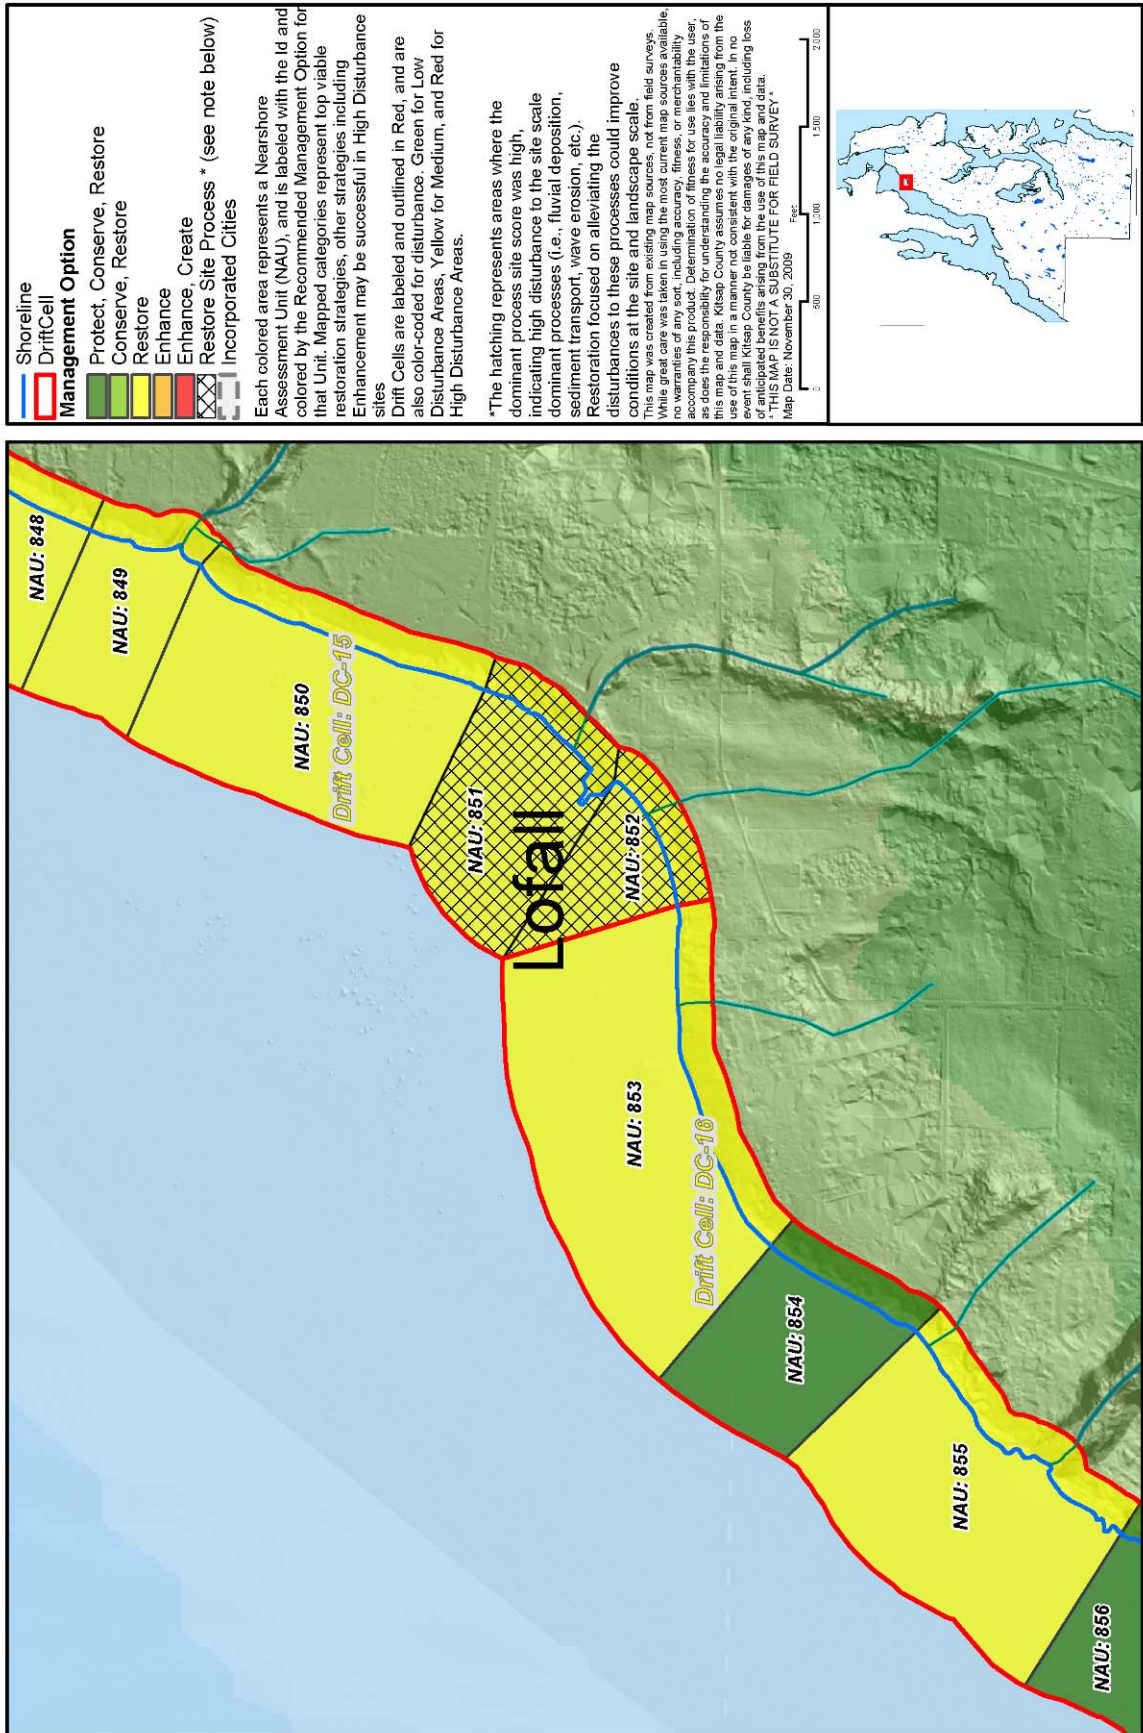 Shoreline
DriftCell
Management Option
Protect, Conserve, Restore
Conserve, Restore
Restore
Enhance
Enhance, Create
Restore Site Process * (see note below)
Incorporated Cities
Each colored area represents a Nearshore
Assessment Unit (NAU), and is labeled with the Id and
colored by the Recommended Management Option for
that Unit. Mapped categories represent top viable
restoration strategies, other strategies including
Enhancement may be successful in High Disturbance
sites
Drift Cells are labeled and outlined in Red, and are
also color-coded for disturbance. Green for Low
Disturbance Areas, Yellow for Medium, and Red for
High Disturbance Areas.
*The hatching represents areas where the
dominant process site score was high,
indicating high disturbance to the site scale
dominant processes (i.e., fluvial deposition,
sediment transport, wave erosion, etc.).
Restoration focused on alleviating the
disturbances to these processes could improve
conditions at the site and landscape scale.
This map was created from existing map sources, not from field surveys.
While great care was taken in using the most current map sources available,
no warranties of any sort, including accuracy, fitness, or merchantability
accompany this product. Determination of fitness for use lies with the user,
as does the responsiblity for understanding the accuracy and limitations of
this map and data. Kitsap County assumes no legal liability arising from the
use of this map in a manner not consistent with the original intent. In no
event shall Kitsap County be liable for damages of any kind, including loss
of anticipated benefits arising from the use of this map and data.
* THIS MAP IS NOT A SUBSTITUTE FOR FIELD SURVEY *
Map Date: November 30, 2009
Feet
0 500 1,000 1,500 2,000
NAU: 848
NAU: 849
NAU: 850
Drift Cell: DC-15
NAU: 851
Lofall
NAU: 852
NAU: 853
Drift Cell: DC-16
NAU: 854
NAU: 855
NAU: 856